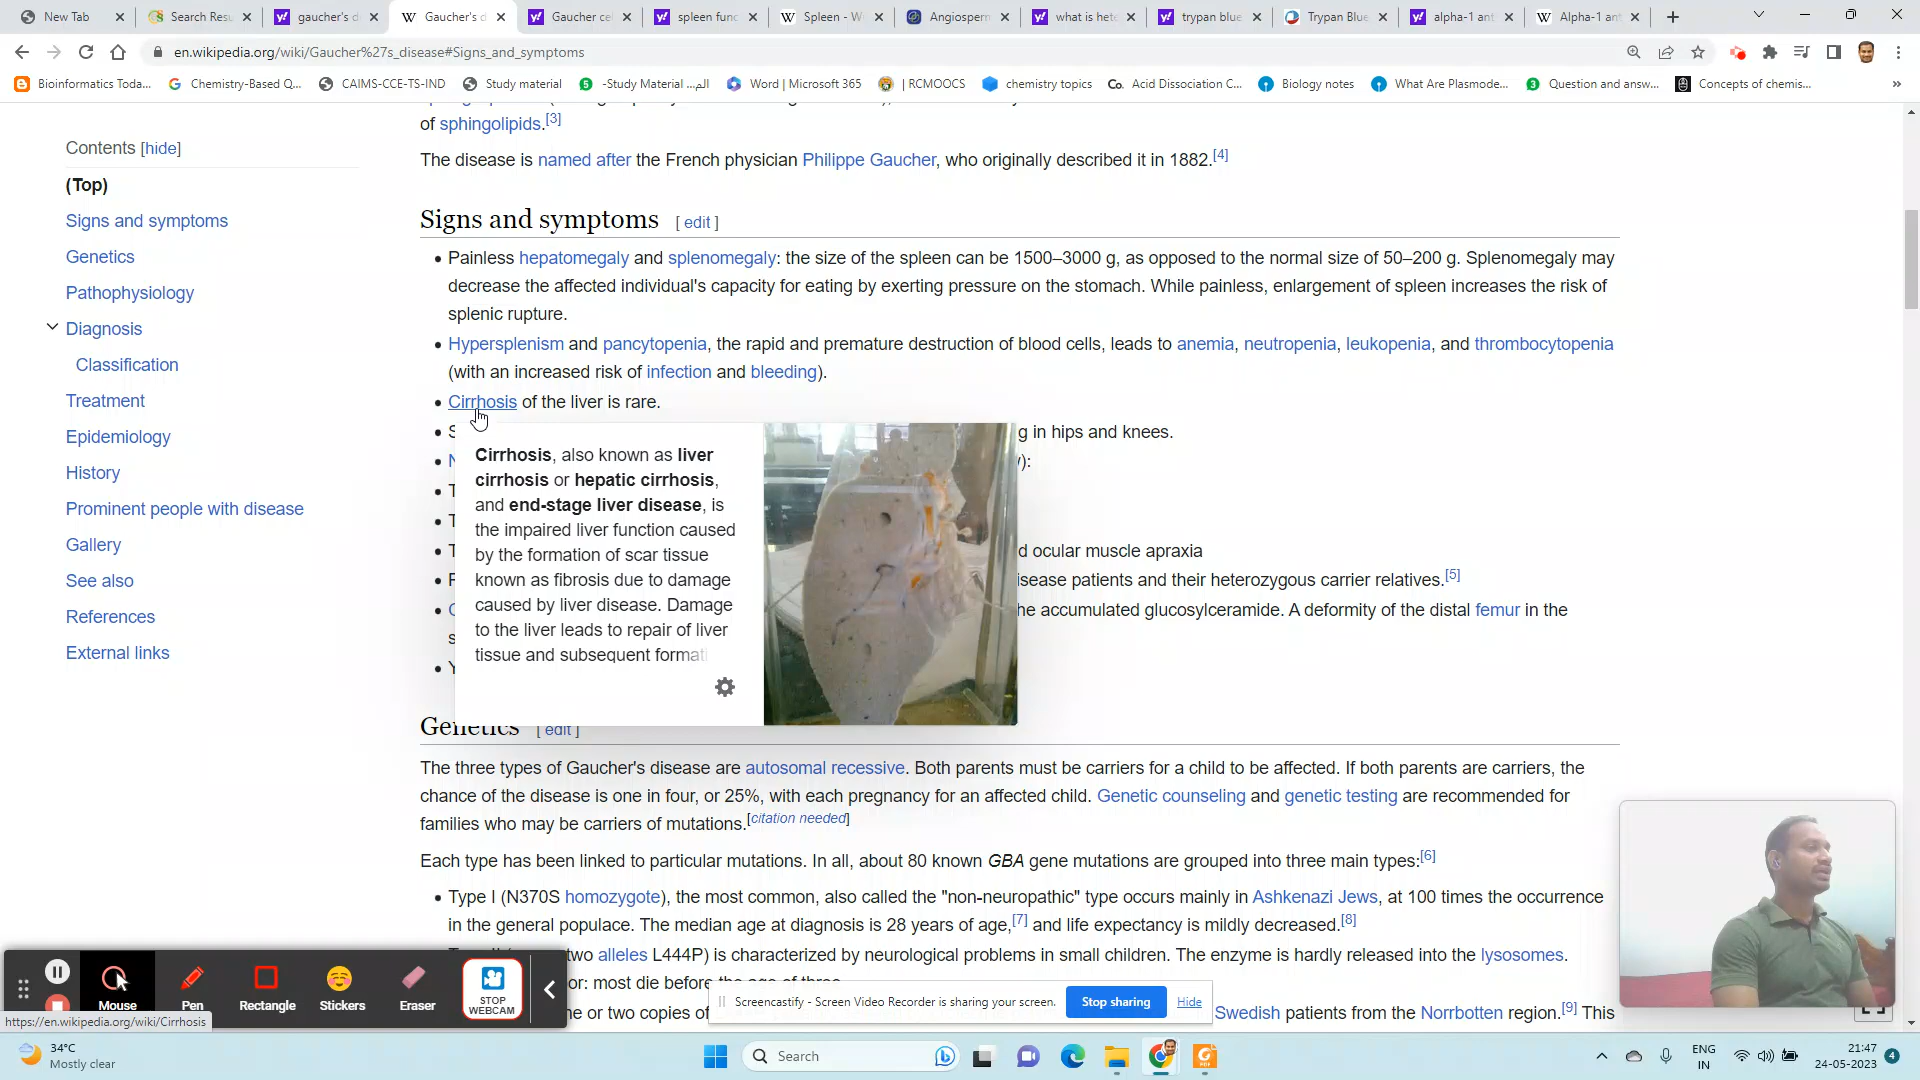 New Tab
Search Resu
gaucher's d
Gaucher's d
Gaucher cel
spleen func
Spleen - W
Angiosperm
what is hete
trypan blue
Trypan Blue
alpha-1 ant
Alpha-1 ant
en.wikipedia.org/wiki/Gaucher%27s_disease#Signs_and_symptoms
Bioinformatics Toda...
Chemistry-Based Q...
CAIMS-CCE-TS-IND
Study material
Word | Microsoft 365
| RCMOOCS
chemistry topics
Co. Acid Dissociation C...
Biology notes
What Are Plasmode...
Question and answ...
Concepts of chemis...
of sphingolipids.[3]
The disease is named after the French physician Philippe Gaucher, who originally described it in 1882.[4]
Contents [hide]
(Top)
Signs and symptoms
Genetics
Pathophysiology
Diagnosis
Classification
Treatment
Epidemiology
History
Prominent people with disease
Gallery
See also
References
External links
Signs and symptoms [ edit ]
• Painless hepatomegaly and splenomegaly: the size of the spleen can be 1500–3000 g, as opposed to the normal size of 50–200 g. Splenomegaly may
decrease the affected individual's capacity for eating by exerting pressure on the stomach. While painless, enlargement of spleen increases the risk of
splenic rupture.
• Hypersplenism and pancytopenia, the rapid and premature destruction of blood cells, leads to anemia, neutropenia, leukopenia, and thrombocytopenia
(with an increased risk of infection and bleeding).
• Cirrhosis of the liver is rare.
g in hips and knees.
d ocular muscle apraxia
isease patients and their heterozygous carrier relatives.[5]
he accumulated glucosylceramide. A deformity of the distal femur in the
Cirrhosis, also known as liver
cirrhosis or hepatic cirrhosis,
and end-stage liver disease, is
the impaired liver function caused
by the formation of scar tissue
known as fibrosis due to damage
caused by liver disease. Damage
to the liver leads to repair of liver
tissue and subsequent formati
Genetics [ edit ]
The three types of Gaucher's disease are autosomal recessive. Both parents must be carriers for a child to be affected. If both parents are carriers, the
chance of the disease is one in four, or 25%, with each pregnancy for an affected child. Genetic counseling and genetic testing are recommended for
families who may be carriers of mutations.[citation needed]
Each type has been linked to particular mutations. In all, about 80 known GBA gene mutations are grouped into three main types:[6]
• Type I (N370S homozygote), the most common, also called the "non-neuropathic" type occurs mainly in Ashkenazi Jews, at 100 times the occurrence
in the general populace. The median age at diagnosis is 28 years of age,[7] and life expectancy is mildly decreased.[8]
two alleles L444P) is characterized by neurological problems in small children. The enzyme is hardly released into the lysosomes.
or: most die before the age of three
ne or two copies of
Swedish patients from the Norrbotten region.[9] This
Mouse
Pen
Rectangle
Stickers
Eraser
STOP
WEBCAM
Screencastify - Screen Video Recorder is sharing your screen.
Stop sharing
Hide
https://en.wikipedia.org/wiki/Cirrhosis
34°C
Mostly clear
Search
ENG
IN
21:47
24-05-2023
4